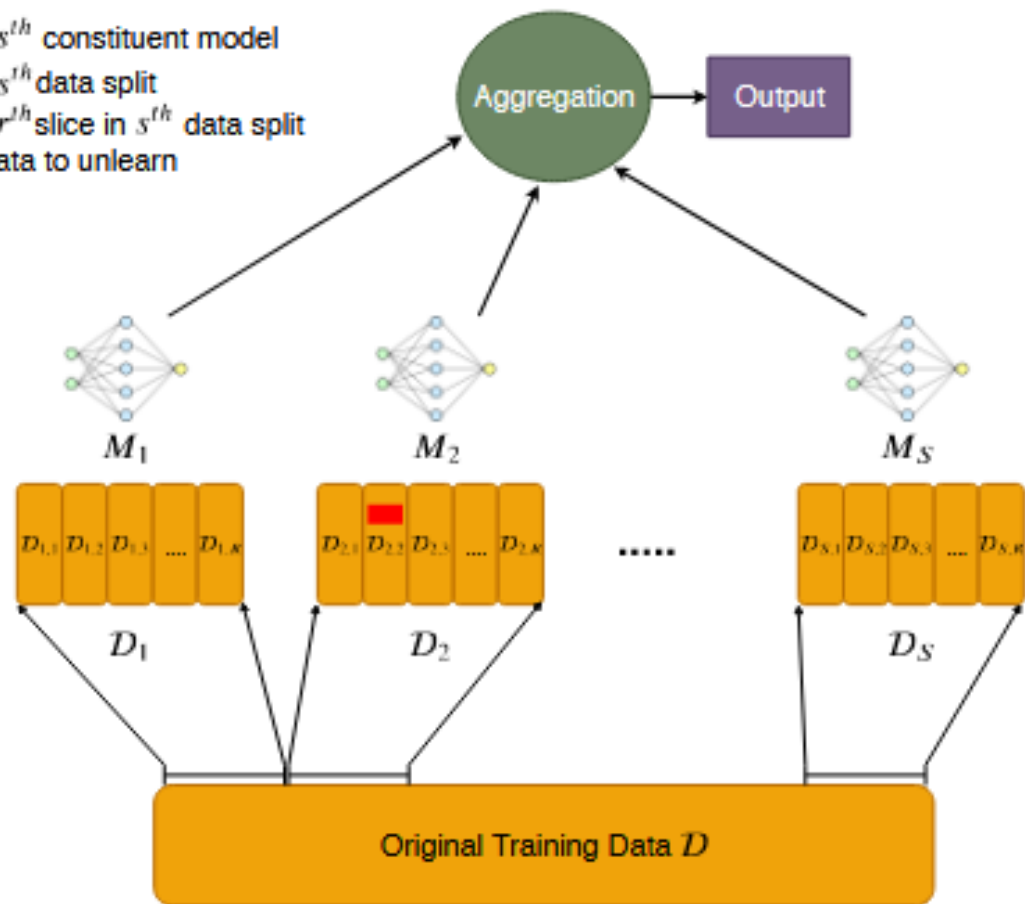 s^th constituent model
s^th data split
r^th slice in s^th data split
ata to unlearn
Aggregation
Output
M_1
M_2
M_S
D_1,1 D_1,2 D_1,3 .... D_1,R
D_2,1 D_2,2 D_2,3 .... D_2,R
.....
D_S,1 D_S,2 D_S,3 .... D_S,R
D_1
D_2
D_S
Original Training Data D